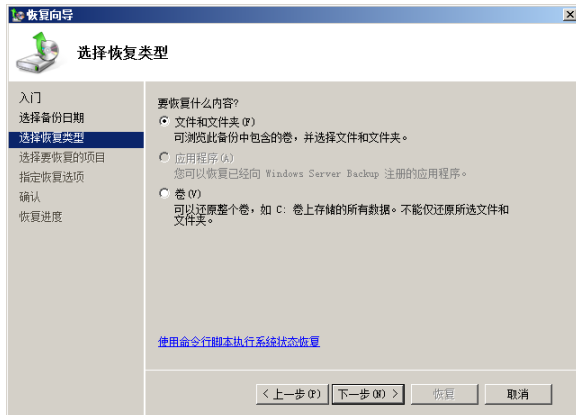 恢复向导
选择恢复类型
入门
选择备份日期
选择恢复类型
选择要恢复的项目
指定恢复选项
确认
恢复进度
要恢复什么内容?
文件和文件夹(F)
可浏览此备份中包含的卷，并选择文件和文件夹。
应用程序(A)
您可以恢复已经向 Windows Server Backup 注册的应用程序。
卷(V)
可以还原整个卷，如 C: 卷上存储的所有数据。不能仅还原所选文件和
文件夹。
使用命令行脚本执行系统状态恢复
< 上一步(P) 下一步(N) > 恢复 取消